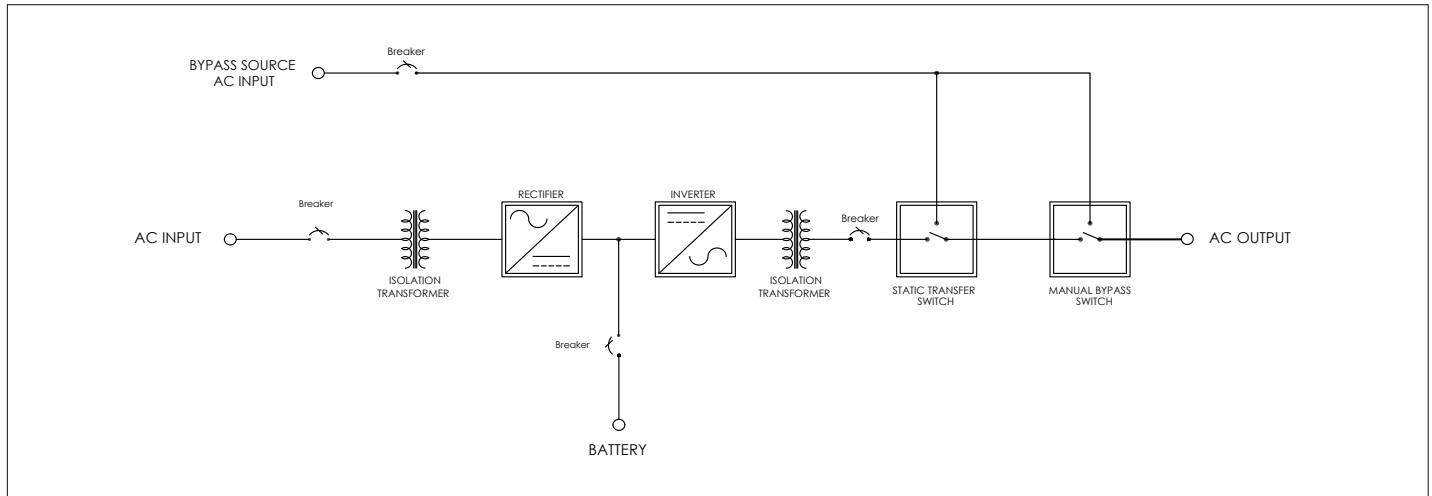 Breaker
BYPASS SOURCE
AC INPUT
RECTIFIER
INVERTER
Breaker
Breaker
AC INPUT
AC OUTPUT
ISOLATION
TRANSFORMER
ISOLATION
TRANSFORMER
STATIC TRANSFER
SWITCH
MANUAL BYPASS
SWITCH
Breaker
BATTERY